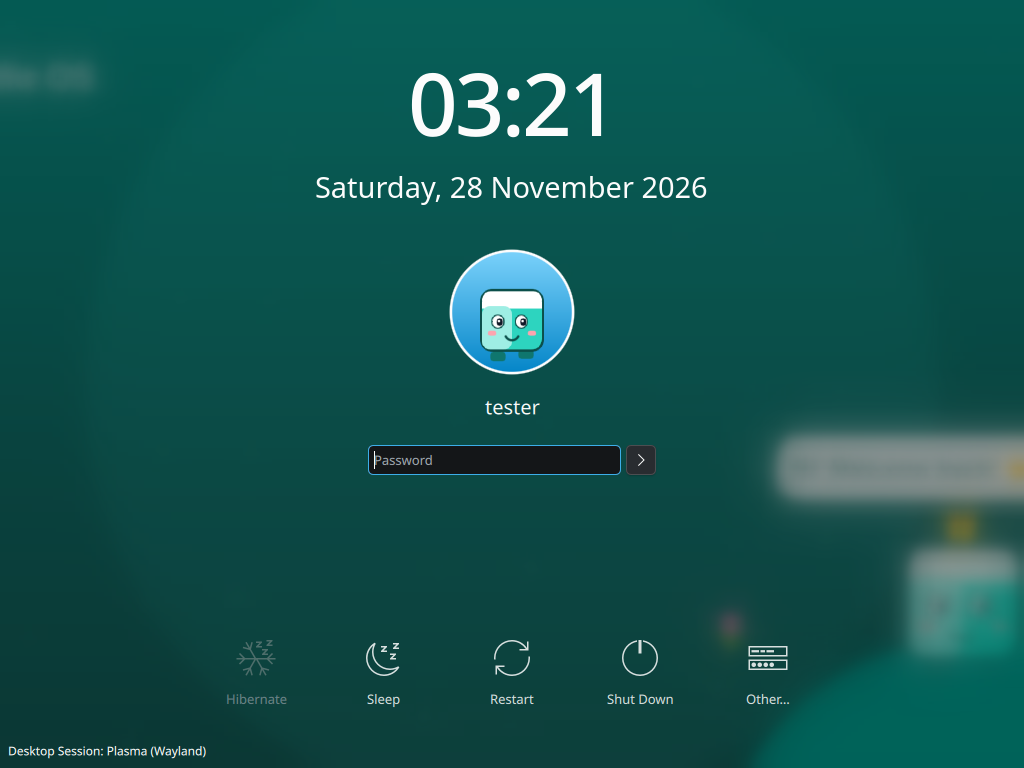 03:21
Saturday, 28 November 2026
tester
Password
Hibernate
Sleep
Restart
Shut Down
Other...
Desktop Session: Plasma (Wayland)